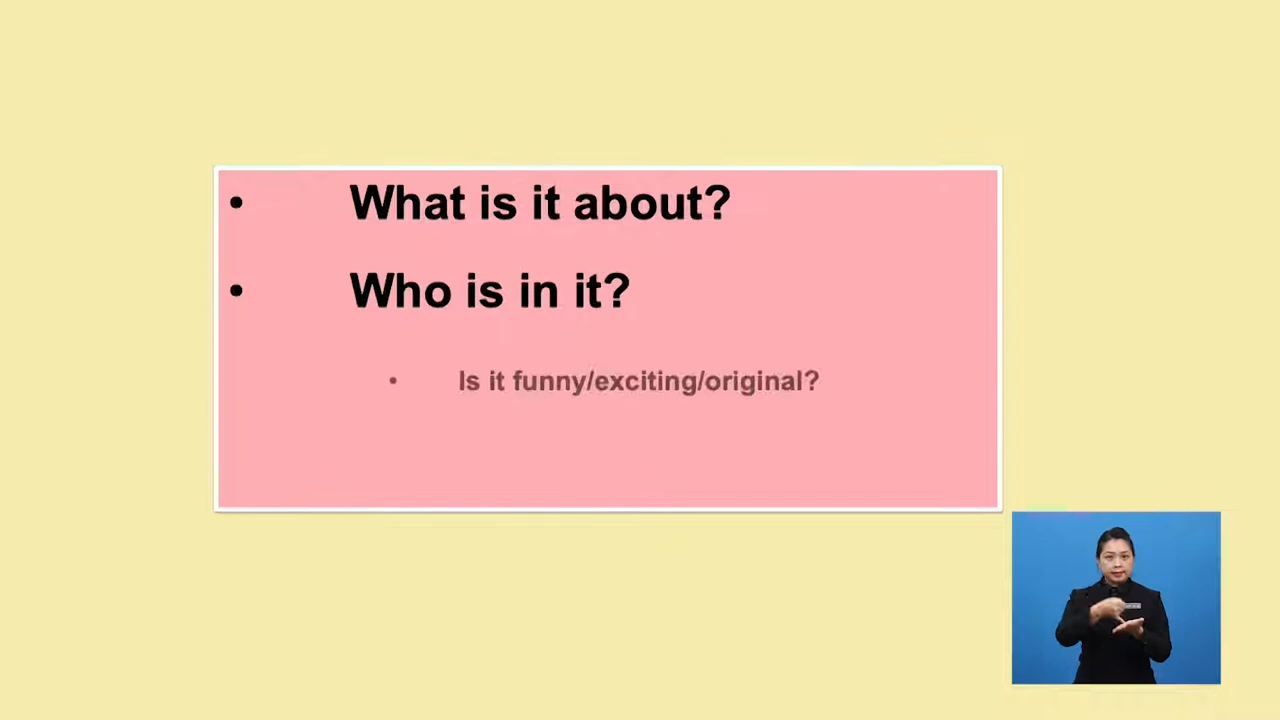 • What is it about?
• Who is in it?
• Is it funny/exciting/original?